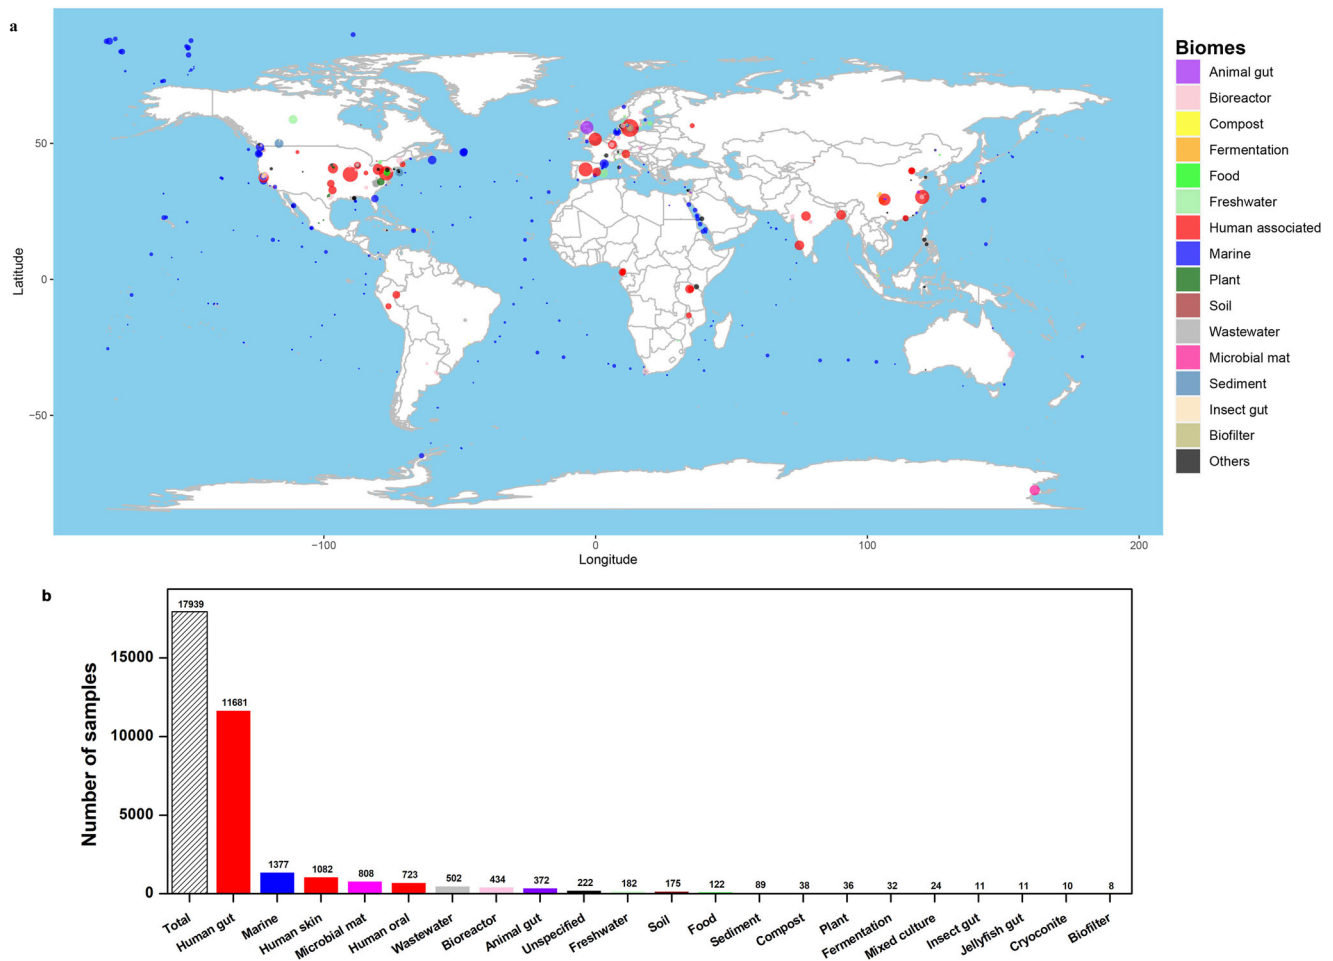 a
Biomes
Animal gut
Bioreactor
Compost
Fermentation
Food
Freshwater
Human associated
Marine
Plant
Soil
Wastewater
Microbial mat
Sediment
Insect gut
Biofilter
Others
Latitude
50
0
−50
−100
0
100
200
Longitude
b
Number of samples
15000
10000
5000
0
17939
11681
1377
1082
808
723
502
434
372
222
182
175
122
89
38
36
32
24
11
11
10
8
Total
Human gut
Marine
Human skin
Microbial mat
Human oral
Wastewater
Bioreactor
Animal gut
Unspecified
Freshwater
Soil
Food
Sediment
Compost
Plant
Fermentation
Mixed culture
Insect gut
Jellyfish gut
Cryoconite
Biofilter